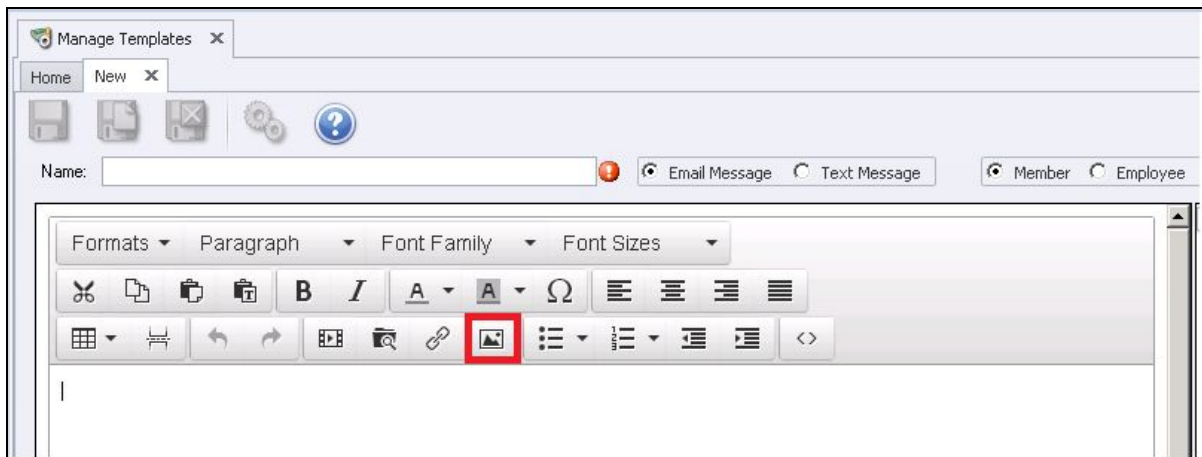 Manage Templates
Home New
Name: Email Message Text Message Member Employee
Formats Paragraph Font Family Font Sizes
B I A A Ω